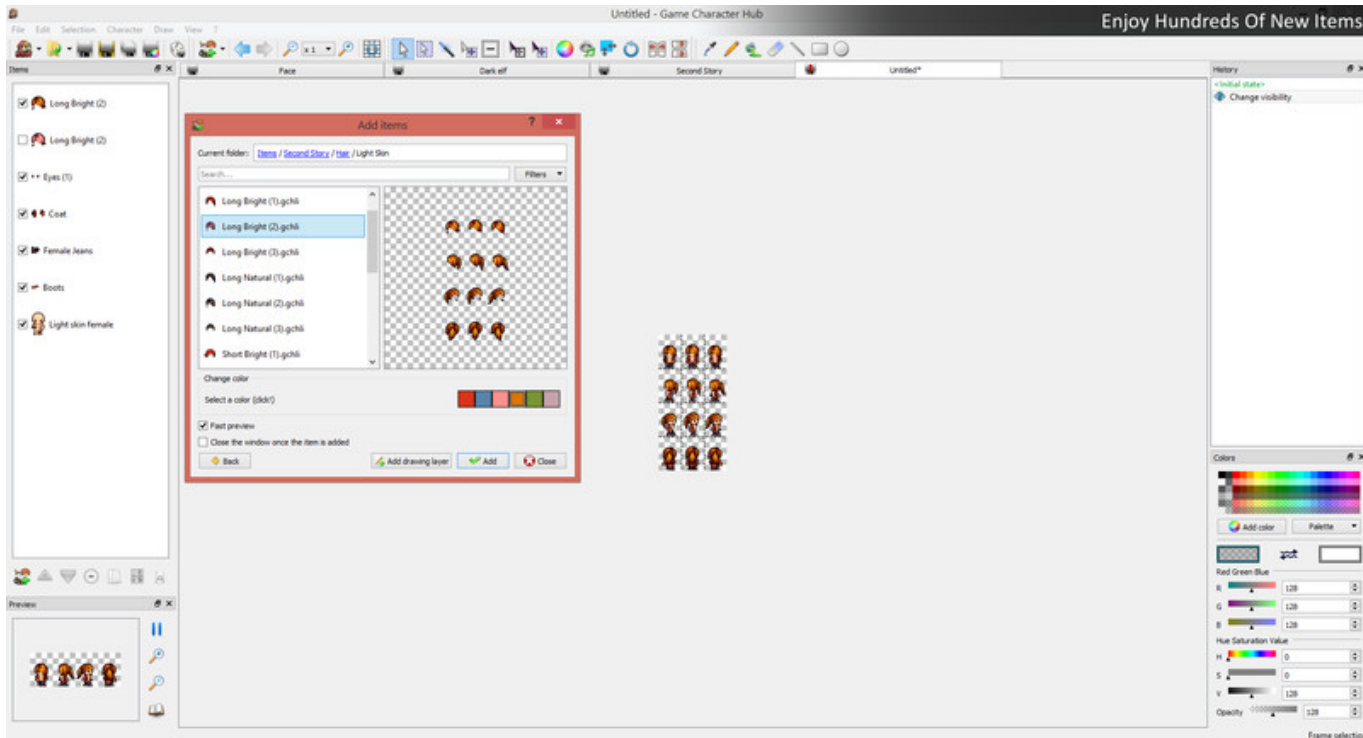 Untitled - Game Character Hub
Enjoy Hundreds Of New Items
File Edit Selection Character Draw View ?
x1
Items
Face
Dark elf
Second Story
Untitled*
History
Long Bright (2)
Long Bright (2)
Eyes (1)
Coat
Female Jeans
Boots
Light skin female
Add items
? ×
Current folder: Items / Second Story / Hair / Light Skin
Search...
Filters
Long Bright (1).gchli
Long Bright (2).gchli
Long Bright (3).gchli
Long Natural (1).gchli
Long Natural (2).gchli
Long Natural (3).gchli
Short Bright (1).gchli
Change color
Select a color (click!)
Fast preview
Close the window once the item is added
Back
Add drawing layer
Add
Close
<Initial state>
Change visibility
Preview
Colors
Add color
Palette
Red Green Blue
R 128
G 128
B 128
Hue Saturation Value
H 0
S 0
V 128
Opacity 128
Frame selection